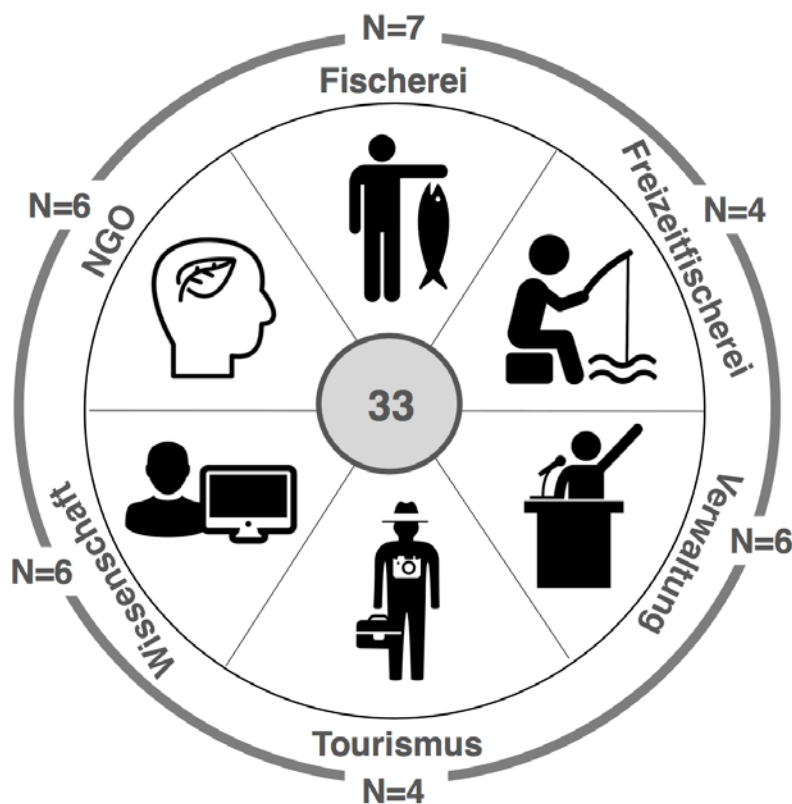 N=7
Fischerei
Freizeitfischerei
N=4
Verwaltung
N=6
Tourismus
N=4
Wissenschaft
N=6
NGO
N=6
33